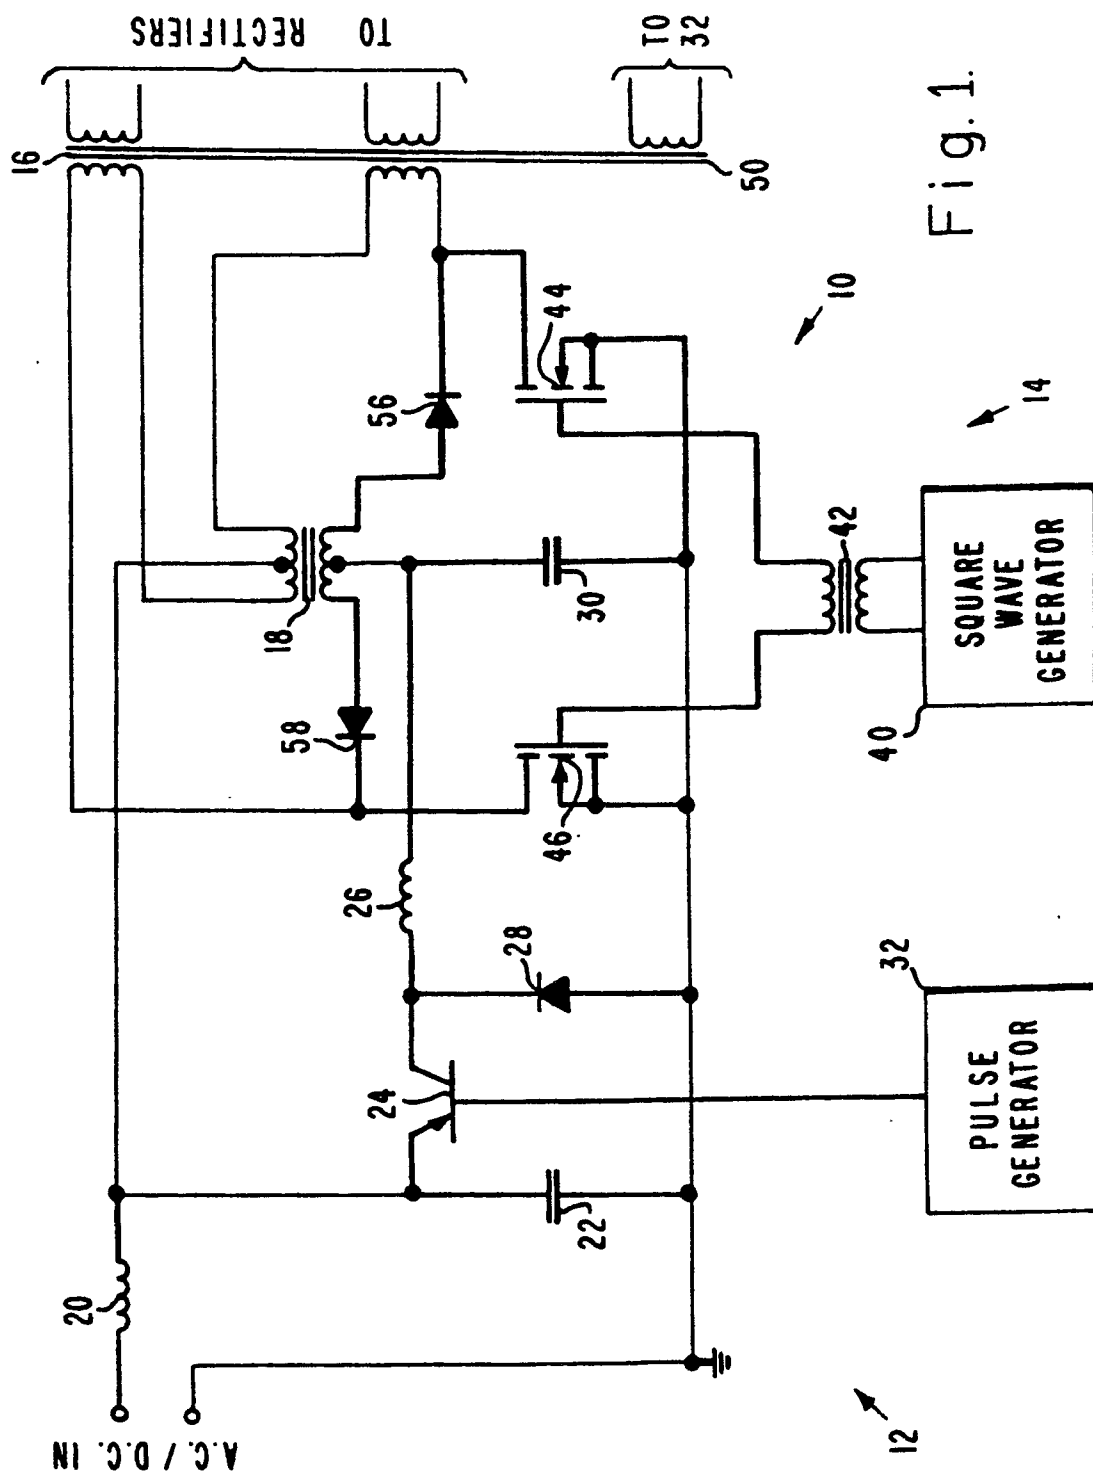 A.C. / D.C. IN
20
12
22
24
PULSE
GENERATOR
32
28
26
58
46
18
30
40
SQUARE
WAVE
GENERATOR
42
14
56
44
10
16
TO RECTIFIERS
TO
32
50
Fig. 1.